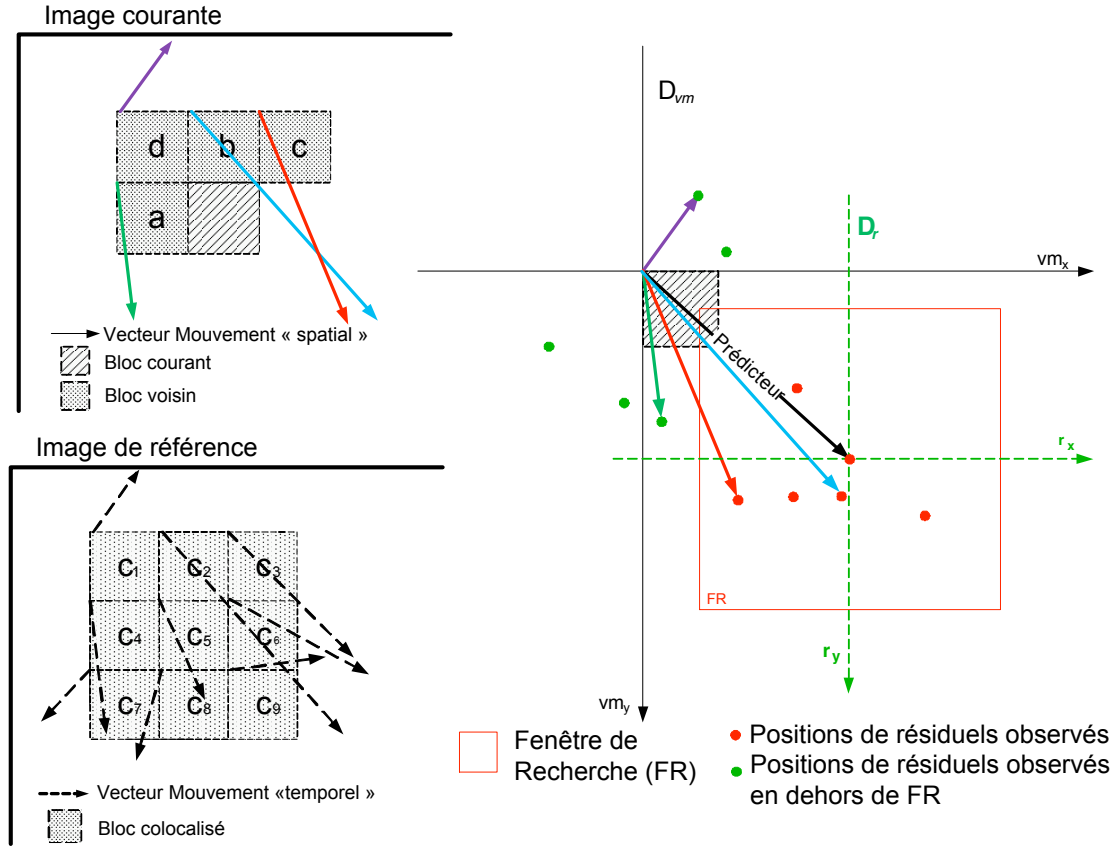 Image courante
d b c
a
Vecteur Mouvement « spatial »
Bloc courant
Bloc voisin
Image de référence
C1 C2 C3
C4 C5 C6
C7 C8 C9
Vecteur Mouvement «temporel »
Bloc colocalisé
Dvm
Dr
vmx
Prédicteur
rx
FR
ry
vmy
Fenêtre de
Recherche (FR)
Positions de résiduels observés
Positions de résiduels observés
en dehors de FR